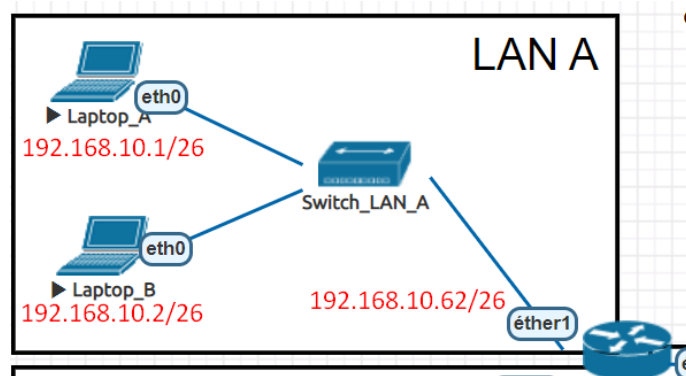 LAN A
eth0
Laptop_A
192.168.10.1/26
Switch_LAN_A
eth0
Laptop_B
192.168.10.2/26
192.168.10.62/26
éther1